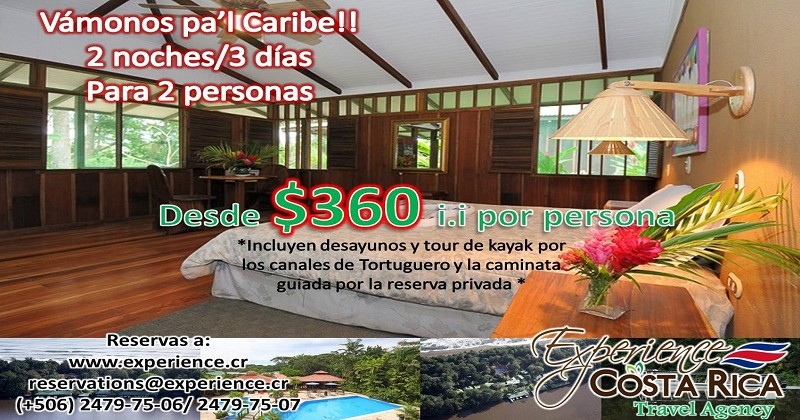 Vámonos pa'l Caribe!!
2 noches/3 días
Para 2 personas
Desde $360 i.i por persona
*Incluyen desayunos y tour de kayak por
los canales de Tortuguero y la caminata
guiada por la reserva privada *
Reservas a:
www.experience.cr
reservations@experience.cr
(+506) 2479-75-06/ 2479-75-07
Experience
COSTA RICA
Travel Agency